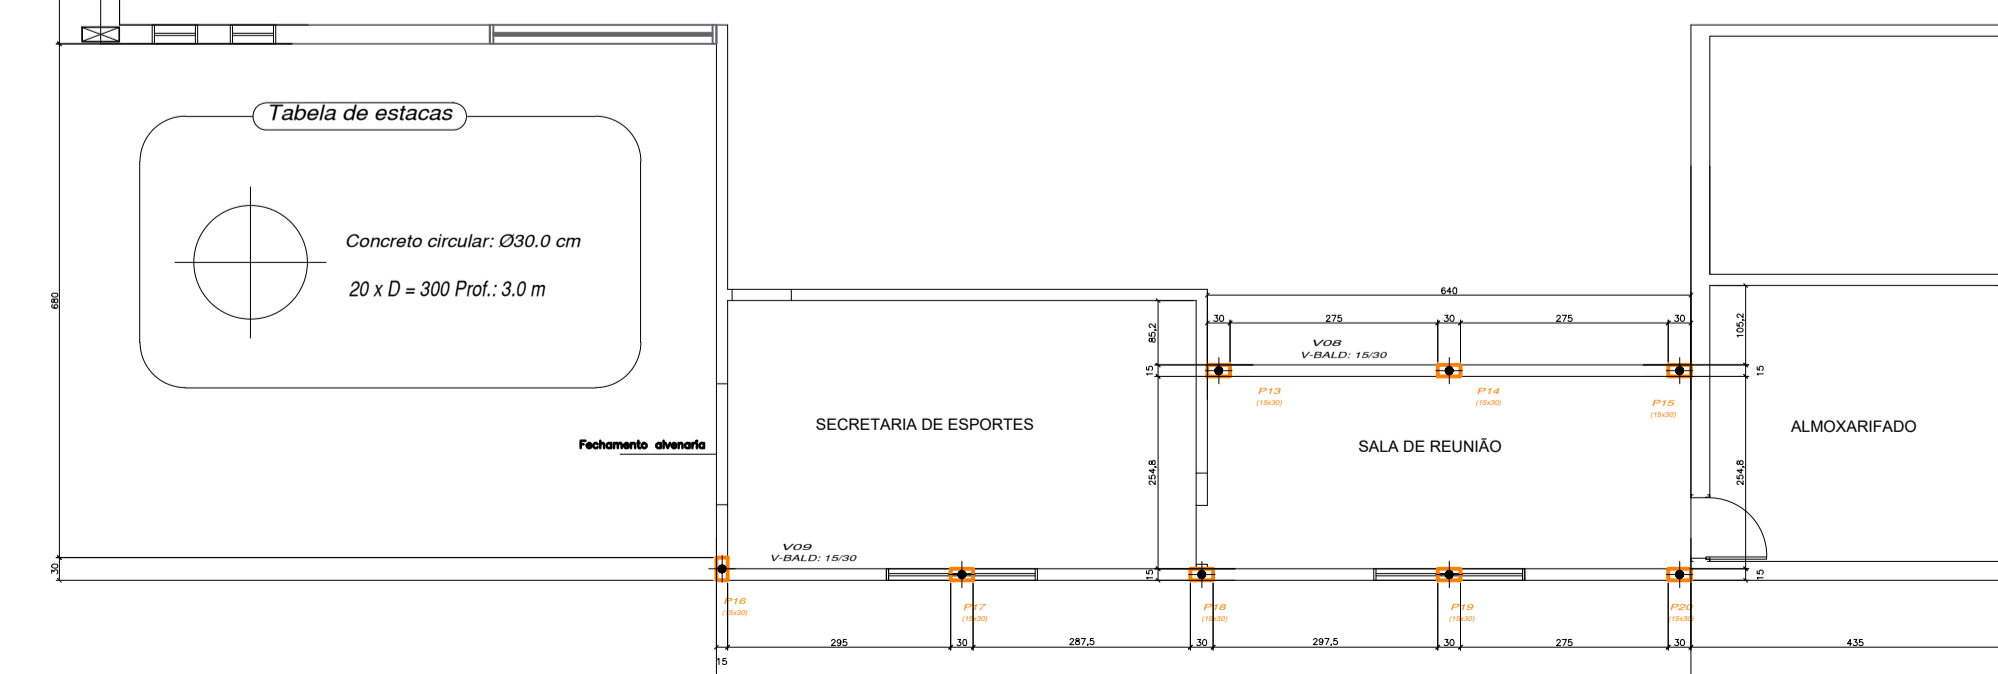 Tabela de estacas
Concreto circular: Ø30.0 cm
20 x D = 300 Prof.: 3.0 m
680
30
Fechamento alvenaria
SECRETARIA DE ESPORTES
SALA DE REUNIÃO
ALMOXARIFADO
640
30
275
30
275
30
V08
V-BALD: 15/30
85,2
15
254,8
15
105,2
15
254,8
15
P13
(15x30)
P14
(15x30)
P15
(15x30)
V09
V-BALD: 15/30
P16
(15x30)
P17
(15x30)
P18
(15x30)
P19
(15x30)
P20
(15x30)
15
295
30
287,5
30
297,5
30
275
30
435